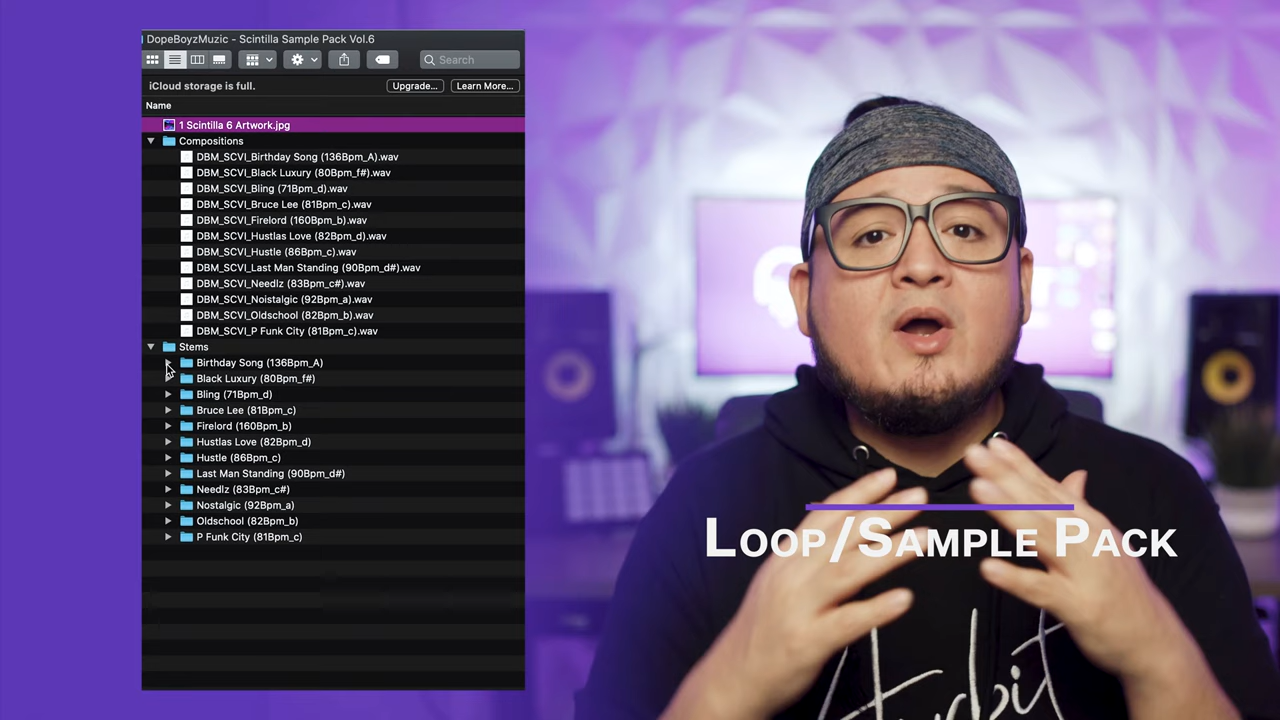 DopeBoyzMuzic - Scintilla Sample Pack Vol.6
Search
iCloud storage is full.
Upgrade...
Learn More...
Name
1 Scintilla 6 Artwork.jpg
Compositions
DBM_SCVI_Birthday Song (136Bpm_A).wav
DBM_SCVI_Black Luxury (80Bpm_f#).wav
DBM_SCVI_Bling (71Bpm_d).wav
DBM_SCVI_Bruce Lee (81Bpm_c).wav
DBM_SCVI_Firelord (160Bpm_b).wav
DBM_SCVI_Hustlas Love (82Bpm_d).wav
DBM_SCVI_Hustle (86Bpm_c).wav
DBM_SCVI_Last Man Standing (90Bpm_d#).wav
DBM_SCVI_Needlz (83Bpm_c#).wav
DBM_SCVI_Noistalgic (92Bpm_a).wav
DBM_SCVI_Oldschool (82Bpm_b).wav
DBM_SCVI_P Funk City (81Bpm_c).wav
Stems
Birthday Song (136Bpm_A)
Black Luxury (80Bpm_f#)
Bling (71Bpm_d)
Bruce Lee (81Bpm_c)
Firelord (160Bpm_b)
Hustlas Love (82Bpm_d)
Hustle (86Bpm_c)
Last Man Standing (90Bpm_d#)
Needlz (83Bpm_c#)
Nostalgic (92Bpm_a)
Oldschool (82Bpm_b)
P Funk City (81Bpm_c)
Loop/Sample Pack